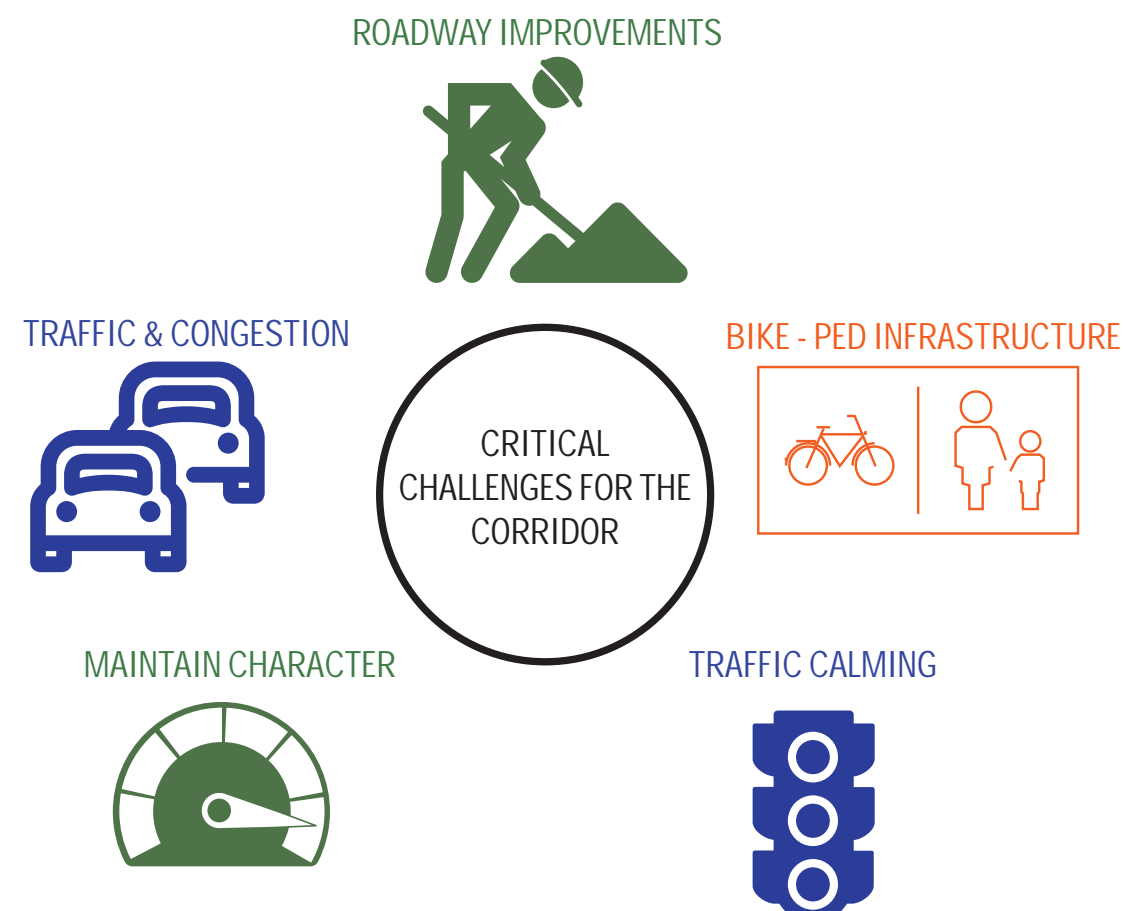 ROADWAY IMPROVEMENTS
TRAFFIC & CONGESTION
BIKE - PED INFRASTRUCTURE
CRITICAL
CHALLENGES FOR THE
CORRIDOR
MAINTAIN CHARACTER
TRAFFIC CALMING